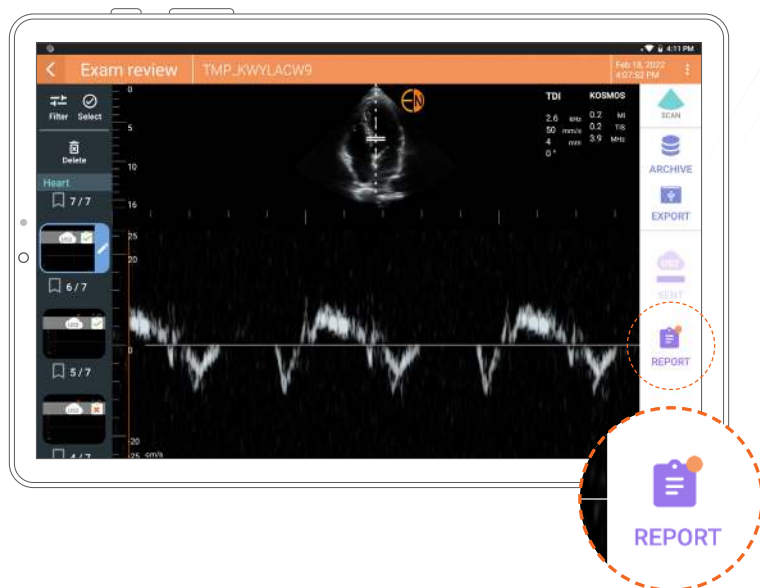 4:11 PM
Exam review
TMP_KWYLACW9
Feb 18, 2022
4:07:52 PM
Filter
Select
Delete
Heart
7/7
6/7
5/7
4/7
0
5
10
16
TDI
2.6 kHz
50 mm/s
4 mm
0°
KOSMOS
0.2 MI
0.2 TIS
3.9 MHz
25
20
0
-20
-25 cm/s
SCAN
ARCHIVE
EXPORT
SENT
REPORT
REPORT